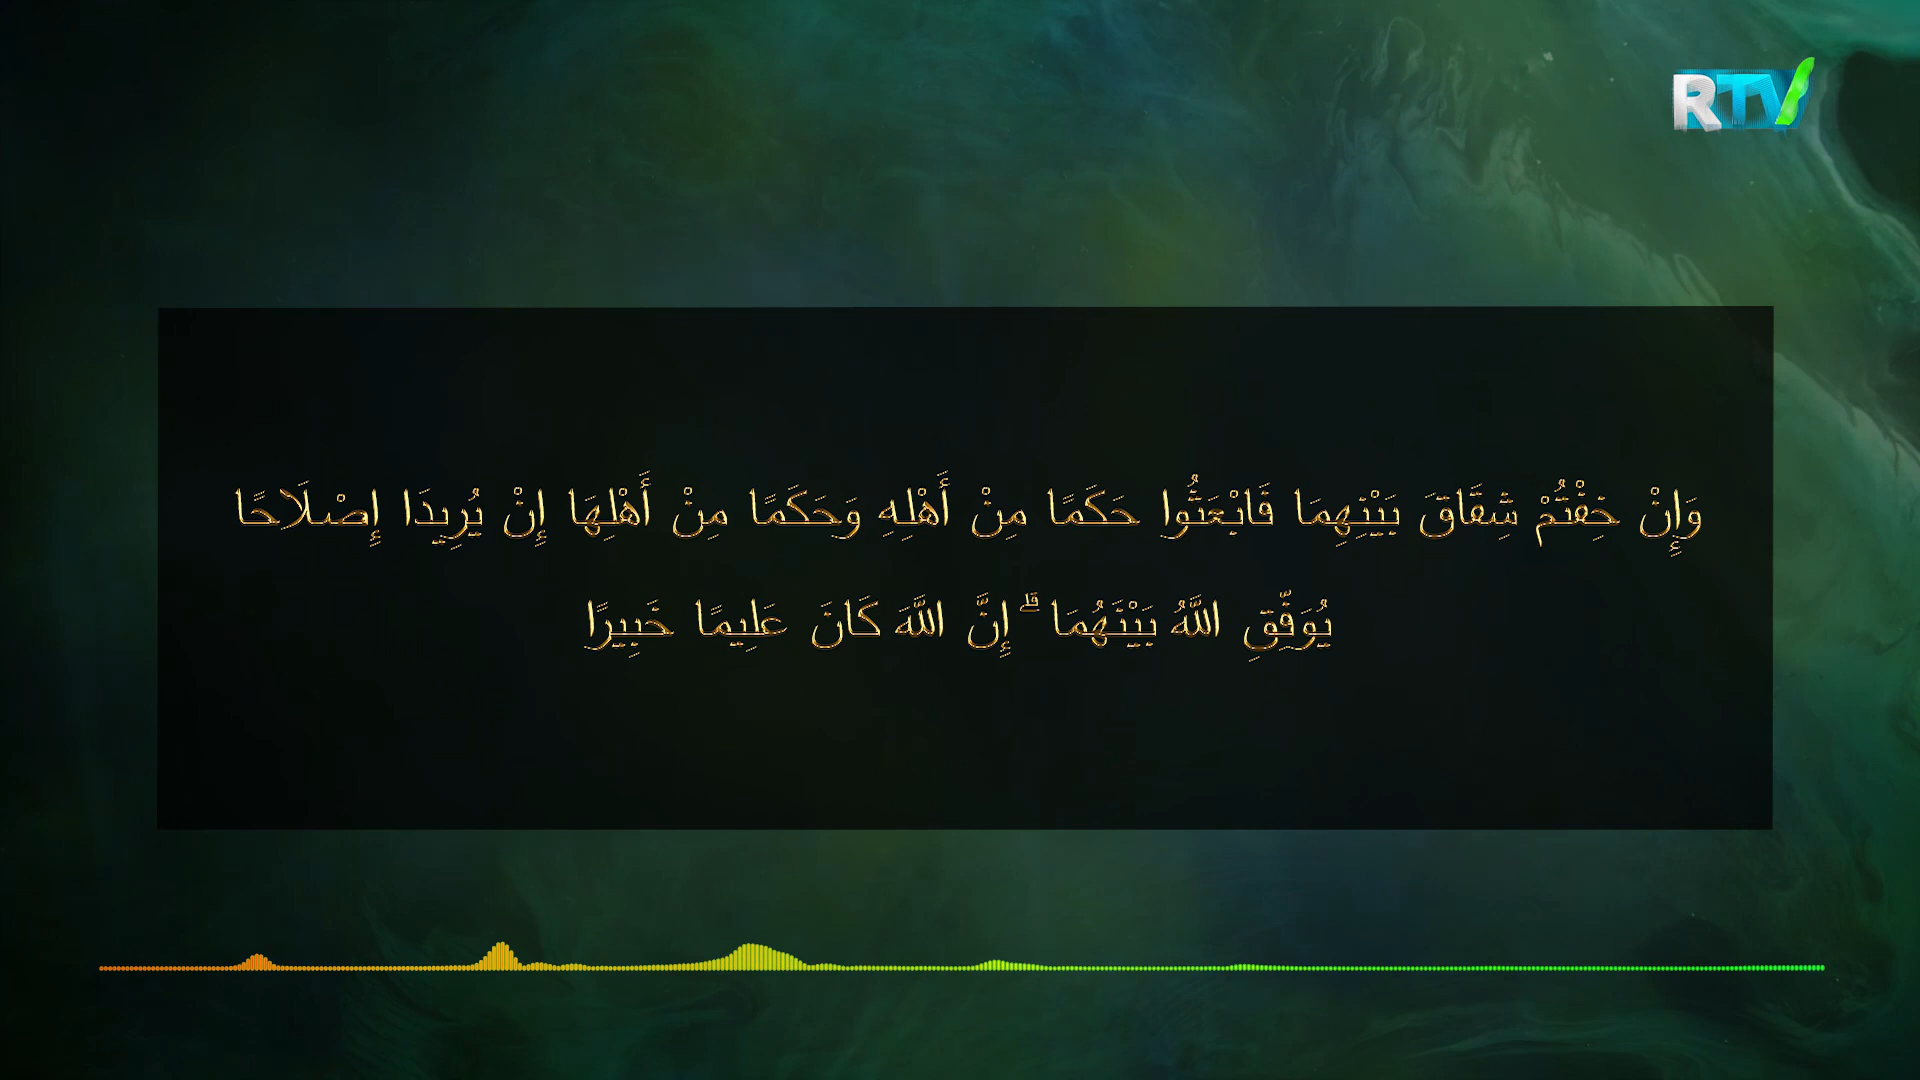 RTV
وَإِنْ خِفْتُمْ شِقَاقَ بَيْنِهِمَا فَابْعَثُوا حَكَمًا مِنْ أَهْلِهِ وَحَكَمًا مِنْ أَهْلِهَا إِنْ يُرِيدَا إِصْلَاحًا
يُوَفِّقِ اللَّهُ بَيْنَهُمَا ۗ إِنَّ اللَّهَ كَانَ عَلِيمًا خَبِيرًا